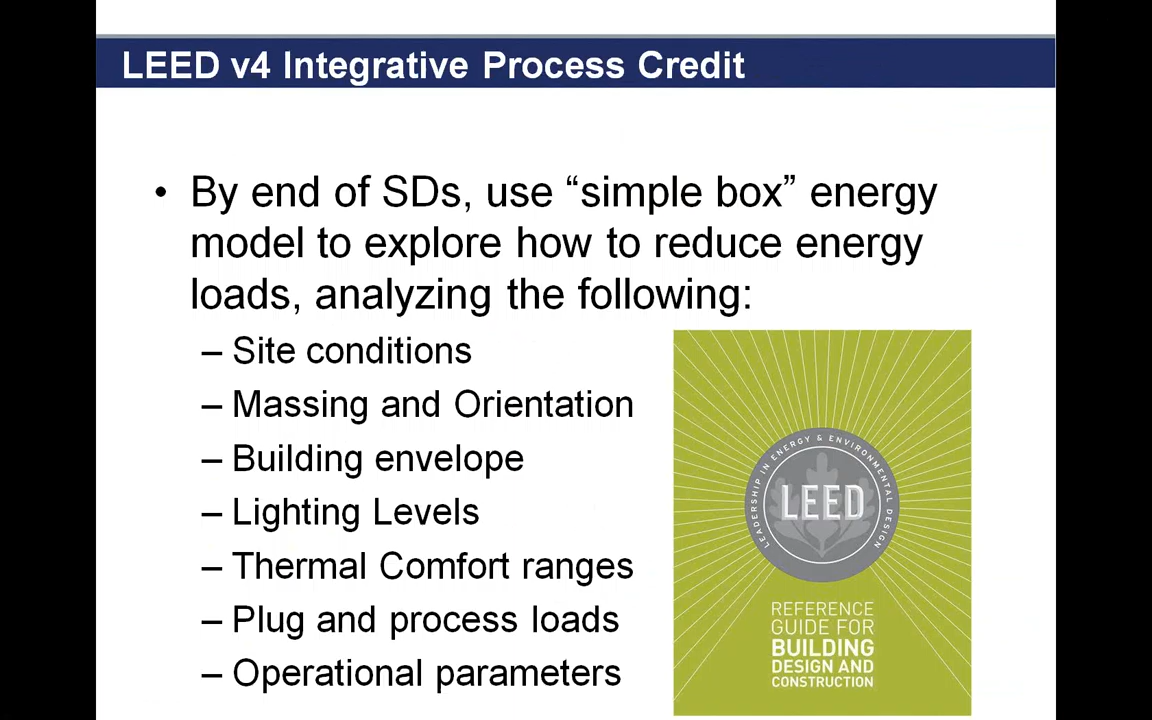 LEED v4 Integrative Process Credit
• By end of SDs, use “simple box” energy
model to explore how to reduce energy
loads, analyzing the following:
– Site conditions
– Massing and Orientation
– Building envelope
– Lighting Levels
– Thermal Comfort ranges
– Plug and process loads
– Operational parameters
LEADERSHIP IN ENERGY & ENVIRONMENTAL DESIGN
LEED
REFERENCE
GUIDE FOR
BUILDING
DESIGN AND
CONSTRUCTION